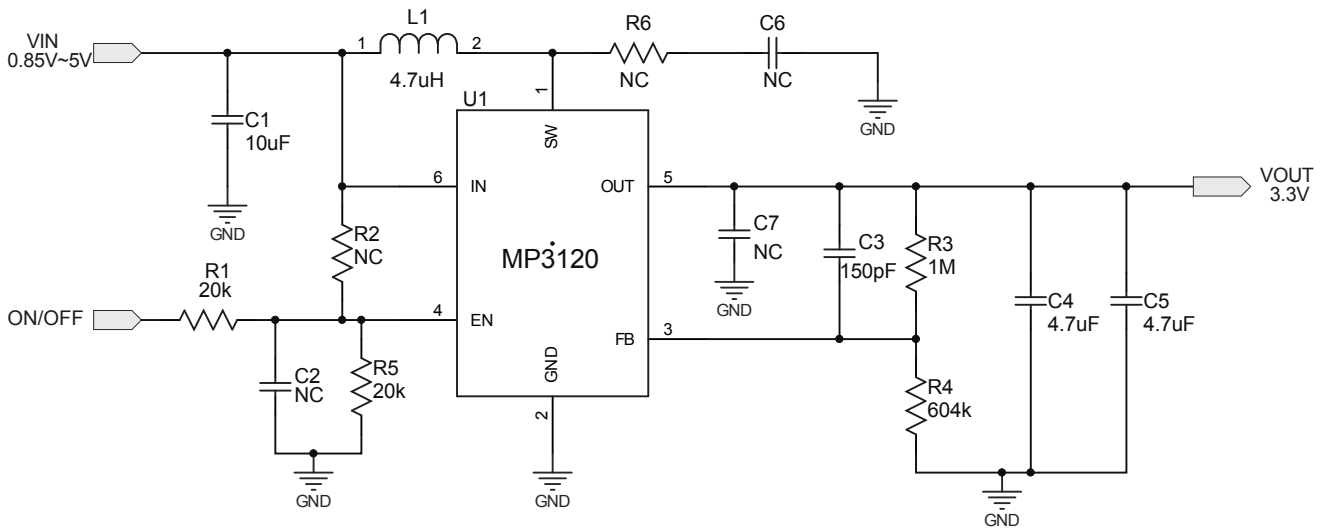 VIN
0.85V~5V
1
L1
2
4.7uH
R6
NC
C6
NC
GND
C1
10uF
GND
U1
1
SW
6
IN
OUT
5
VOUT
3.3V
R2
NC
MP3120
C7
NC
GND
C3
150pF
R3
1M
C4
4.7uF
C5
4.7uF
R1
20k
ON/OFF
4
EN
FB
3
C2
NC
R5
20k
GND
GND
2
GND
R4
604k
GND